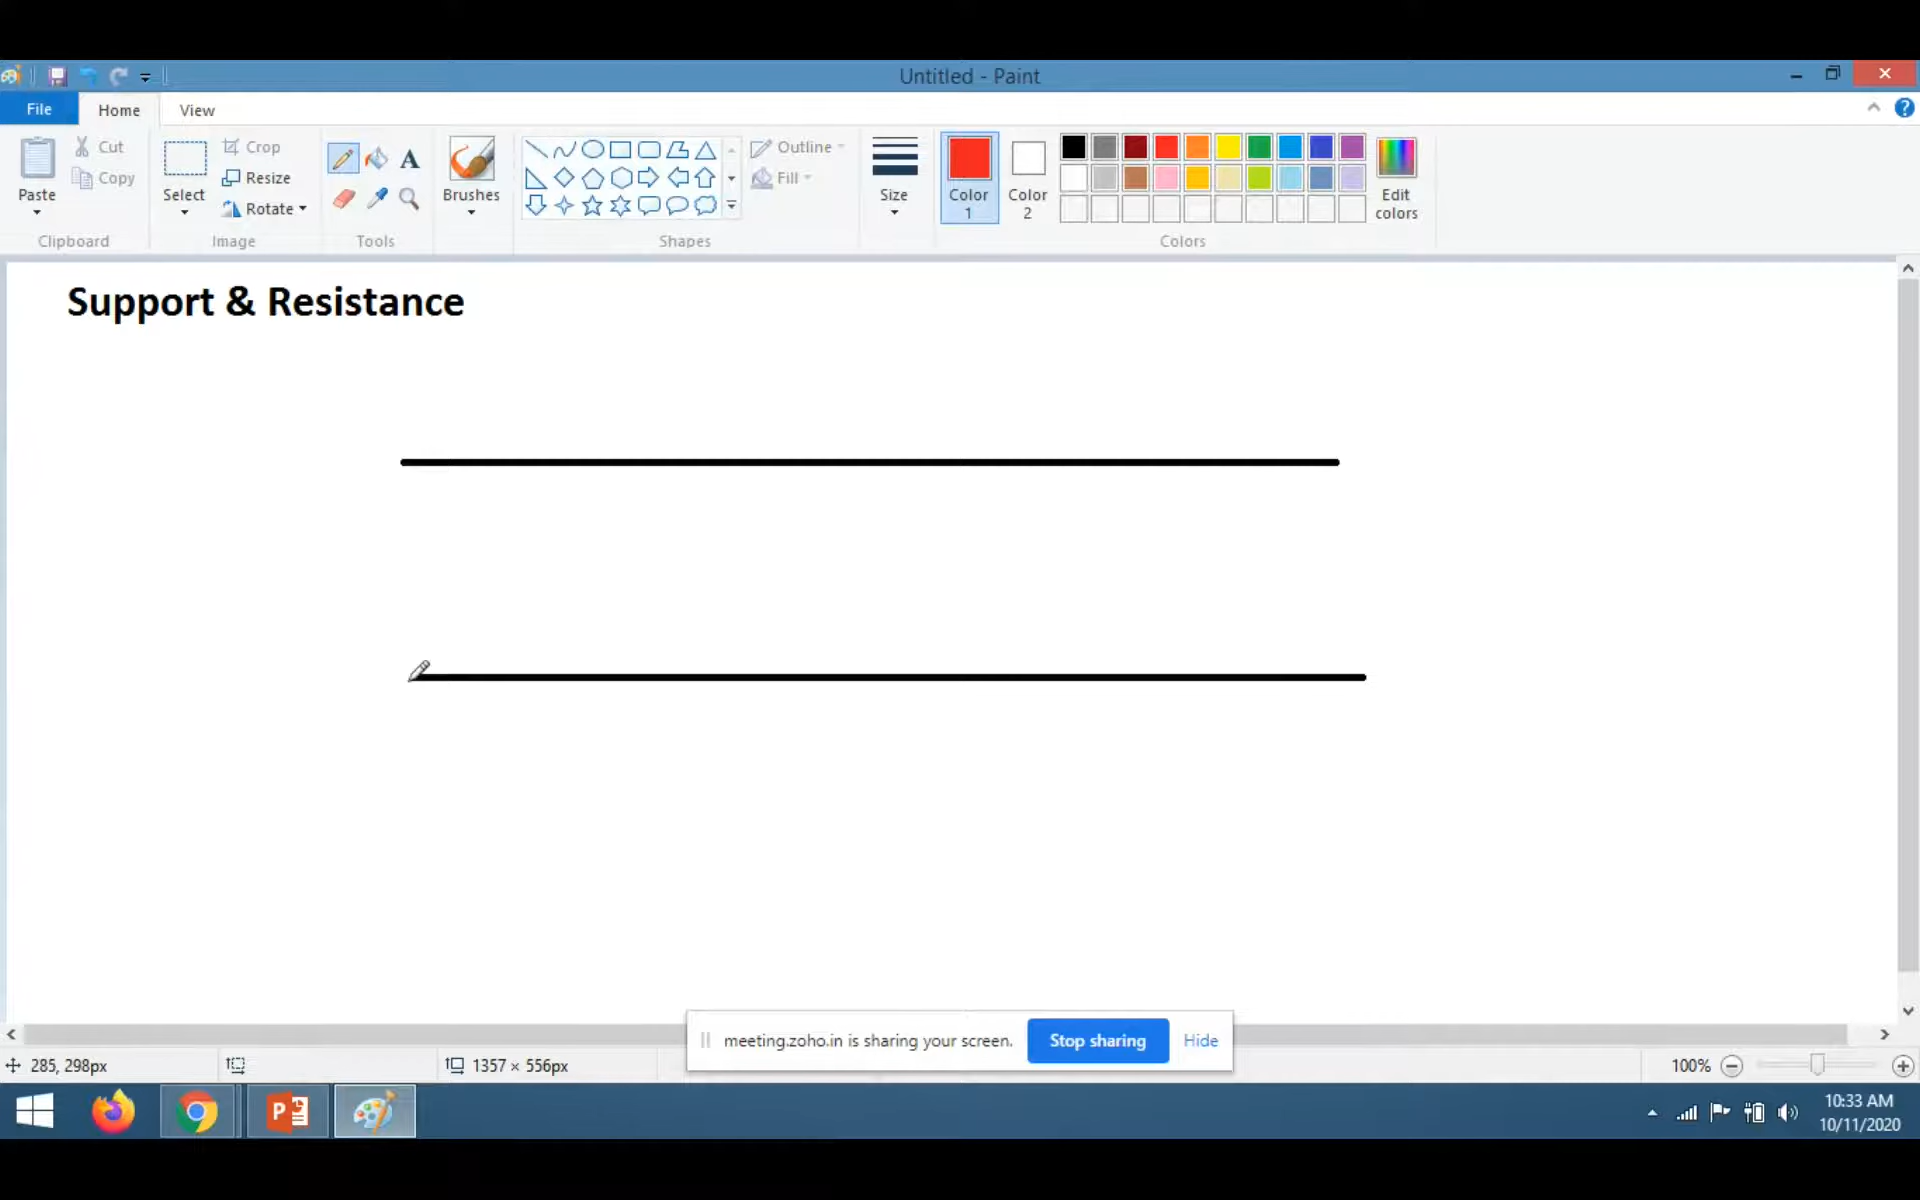 Untitled - Paint
File
Home
View
Paste
Cut
Copy
Clipboard
Select
Crop
Resize
Rotate
Image
A
Tools
Brushes
Outline
Fill
Shapes
Size
Color 1
Color 2
Edit colors
Colors
Support & Resistance
meeting.zoho.in is sharing your screen.
Stop sharing
Hide
285, 298px
1357 × 556px
100%
10:33 AM
10/11/2020